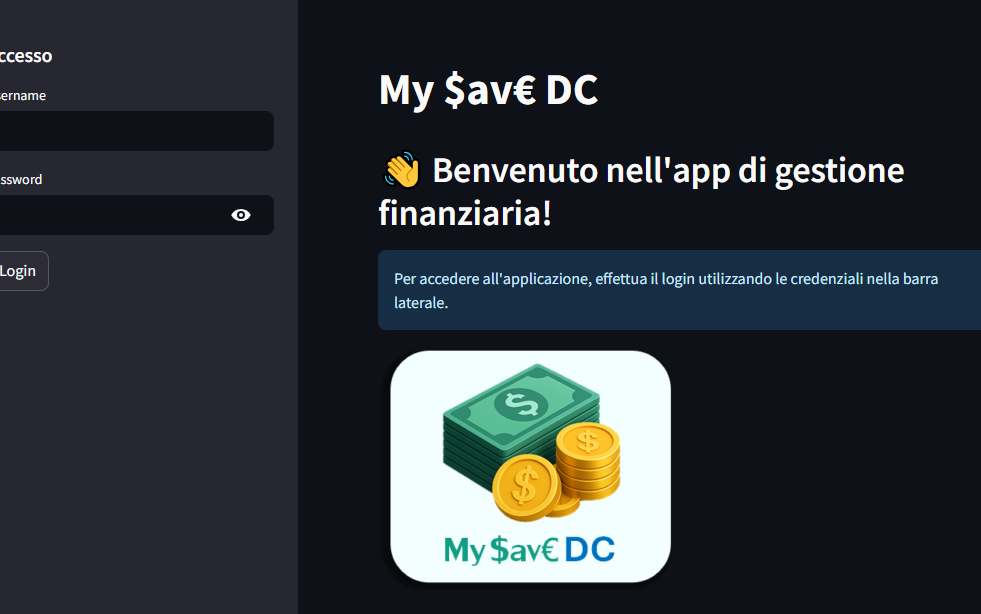 ccesso
ername
ssword
Login
My $av€ DC
👋 Benvenuto nell'app di gestione
finanziaria!
Per accedere all'applicazione, effettua il login utilizzando le credenziali nella barra
laterale.
$
$
$
My $av€ DC